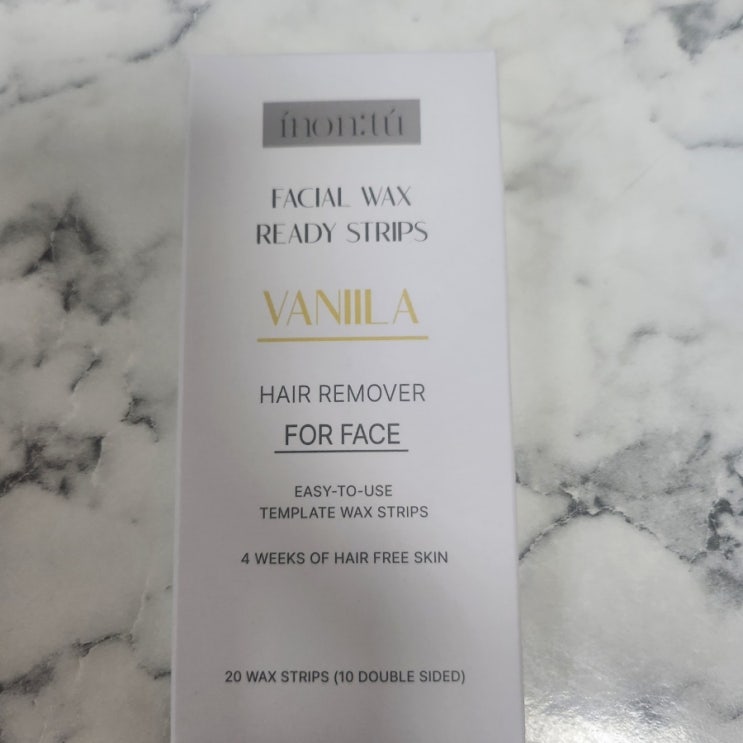 ínon:tú
FACIAL WAX
READY STRIPS
VANIILA
HAIR REMOVER
FOR FACE
EASY-TO-USE
TEMPLATE WAX STRIPS
4 WEEKS OF HAIR FREE SKIN
20 WAX STRIPS (10 DOUBLE SIDED)